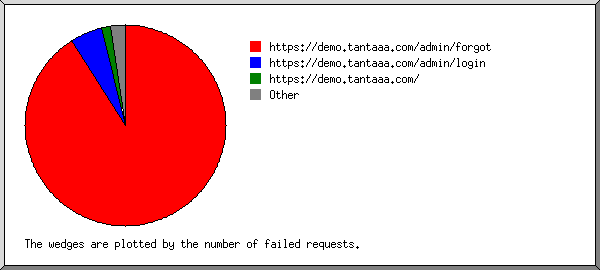 https://demo.tantaaa.com/admin/forgot
https://demo.tantaaa.com/admin/login
https://demo.tantaaa.com/
Other
The wedges are plotted by the number of failed requests.